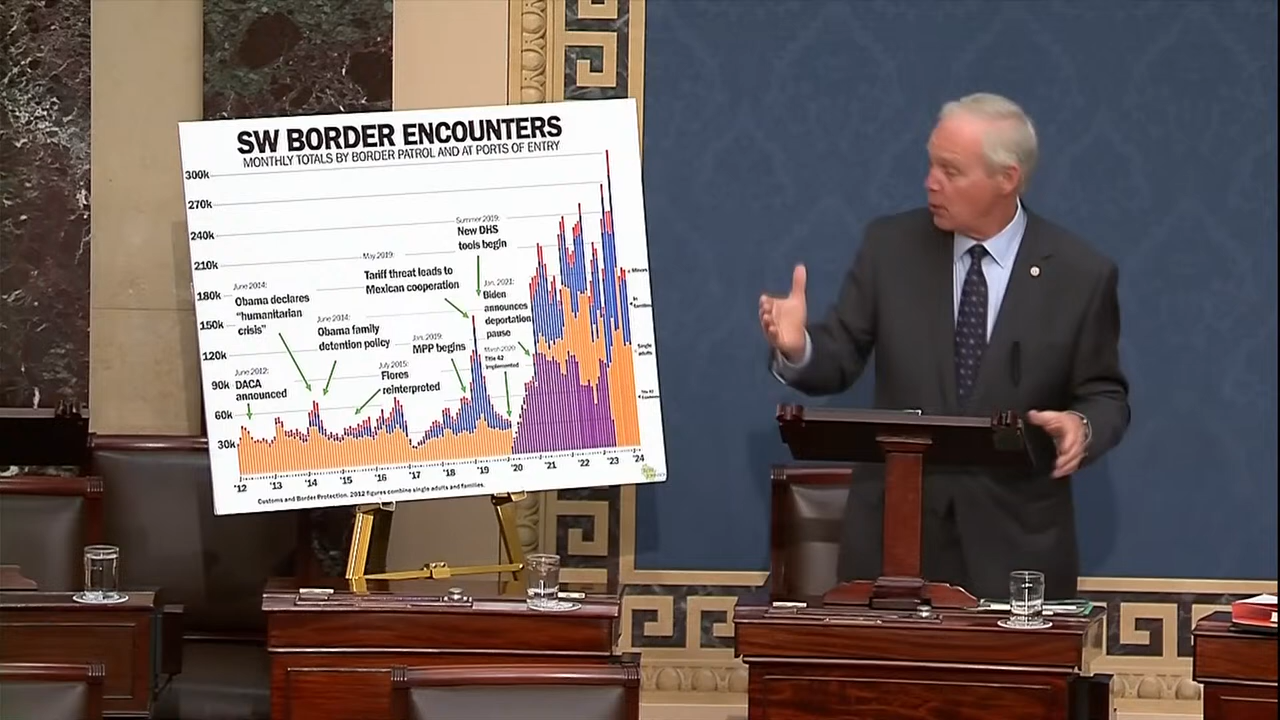 SW BORDER ENCOUNTERS
MONTHLY TOTALS BY BORDER PATROL AND AT PORTS OF ENTRY
300k
270k
240k
210k
180k
150k
120k
90k
60k
30k
June 2012:
DACA
announced
June 2014:
Obama declares
"humanitarian
crisis"
June 2014:
Obama family
detention policy
July 2015:
Flores
reinterpreted
Jan. 2019:
MPP begins
May 2019:
Tariff threat leads to
Mexican cooperation
Summer 2019:
New DHS
tools begin
March 2020:
Title 42
implemented
Jan. 2021:
Biden
announces
deportation
pause
Minors
In
families
Single
adults
'12 '13 '14 '15 '16 '17 '18 '19 '20 '21 '22 '23 '24
Customs and Border Protection. 2012 figures combine single adults and families.